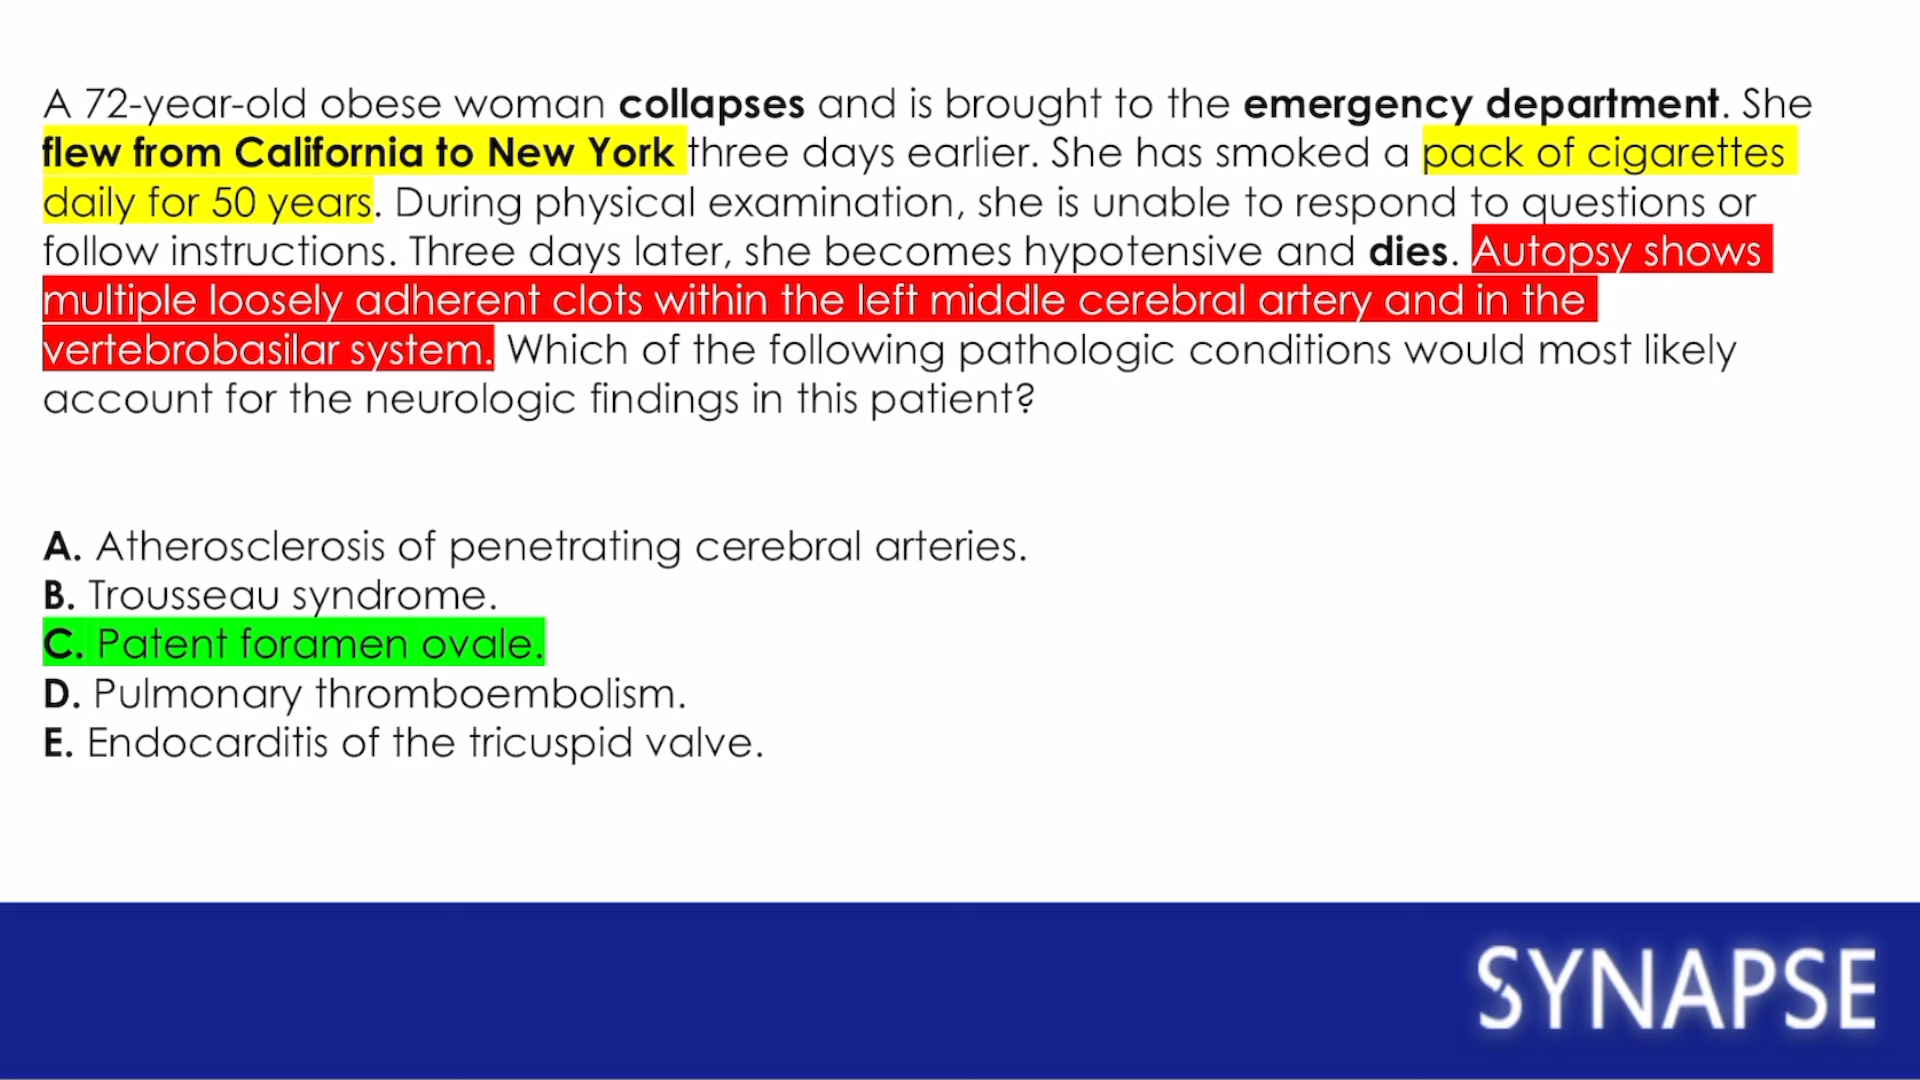 A 72-year-old obese woman collapses and is brought to the emergency department. She
flew from California to New York three days earlier. She has smoked a pack of cigarettes
daily for 50 years. During physical examination, she is unable to respond to questions or
follow instructions. Three days later, she becomes hypotensive and dies. Autopsy shows
multiple loosely adherent clots within the left middle cerebral artery and in the
vertebrobasilar system. Which of the following pathologic conditions would most likely
account for the neurologic findings in this patient?
A. Atherosclerosis of penetrating cerebral arteries.
B. Trousseau syndrome.
C. Patent foramen ovale.
D. Pulmonary thromboembolism.
E. Endocarditis of the tricuspid valve.
SYNAPSE